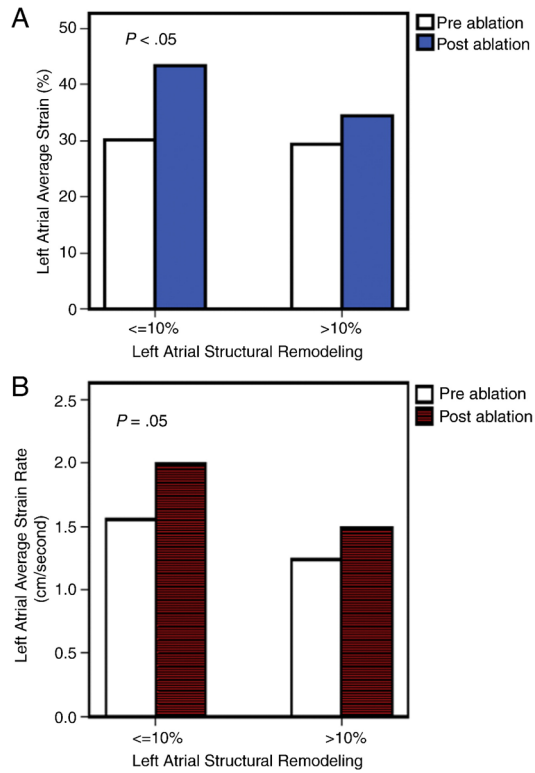 A
P < .05
Pre ablation
Post ablation
Left Atrial Average Strain (%)
50
40
30
20
10
0
<=10%
>10%
Left Atrial Structural Remodeling
B
P = .05
Pre ablation
Post ablation
Left Atrial Average Strain Rate
(cm/second)
2.5
2.0
1.5
1.0
0.5
0.0
<=10%
>10%
Left Atrial Structural Remodeling